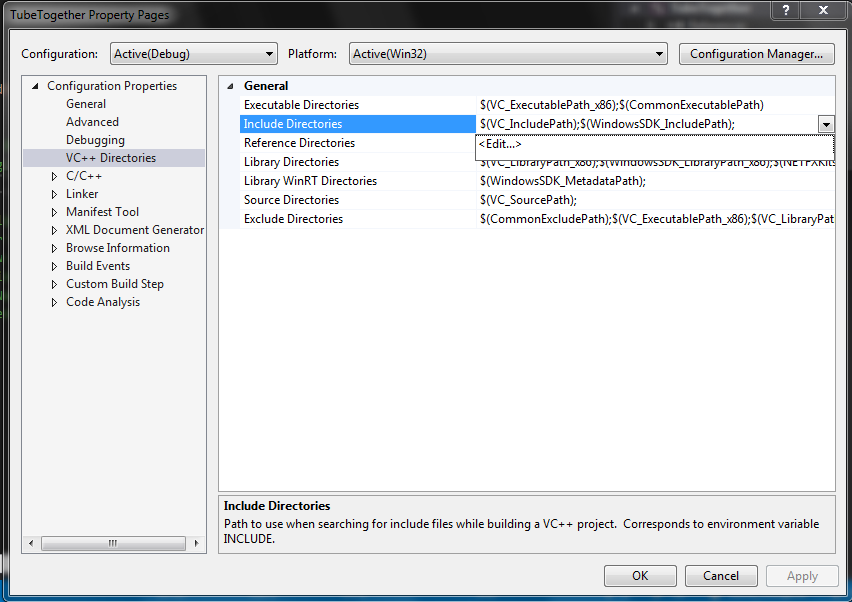 TubeTogether Property Pages
Configuration: Active(Debug) Platform: Active(Win32) Configuration Manager...
Configuration Properties
General
Advanced
Debugging
VC++ Directories
C/C++
Linker
Manifest Tool
XML Document Generator
Browse Information
Build Events
Custom Build Step
Code Analysis
General
Executable Directories $(VC_ExecutablePath_x86);$(CommonExecutablePath)
Include Directories $(VC_IncludePath);$(WindowsSDK_IncludePath);
Reference Directories <Edit...>
Library Directories $(VC_LibraryPath_x86);$(WindowsSDK_LibraryPath_x86);$(NETFXKits
Library WinRT Directories $(WindowsSDK_MetadataPath);
Source Directories $(VC_SourcePath);
Exclude Directories $(CommonExcludePath);$(VC_ExecutablePath_x86);$(VC_LibraryPat
Include Directories
Path to use when searching for include files while building a VC++ project. Corresponds to environment variable
INCLUDE.
OK Cancel Apply